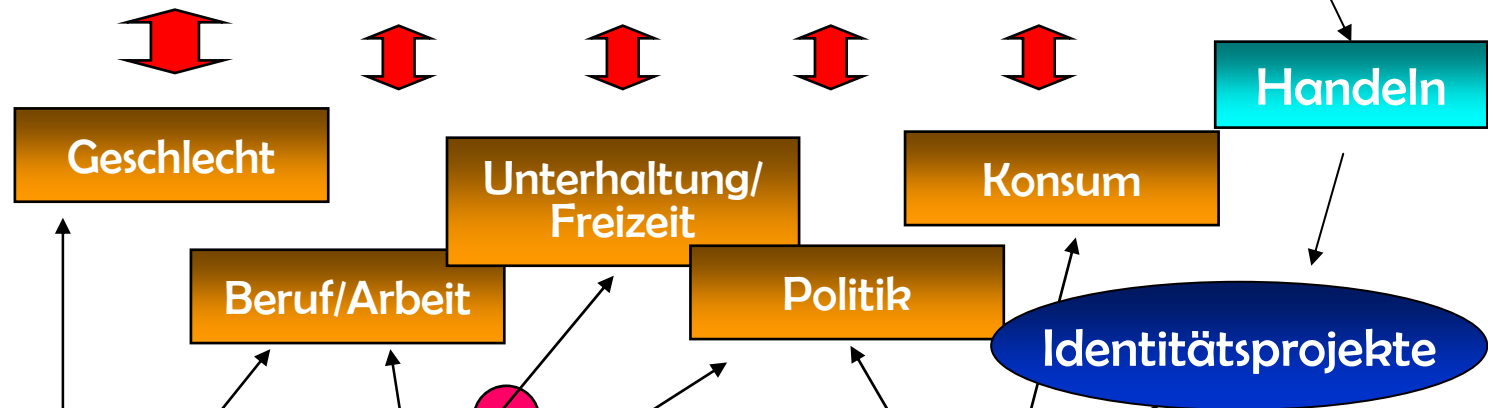 Handeln
Geschlecht
Unterhaltung/
Freizeit
Konsum
Beruf/Arbeit
Politik
Identitätsprojekte